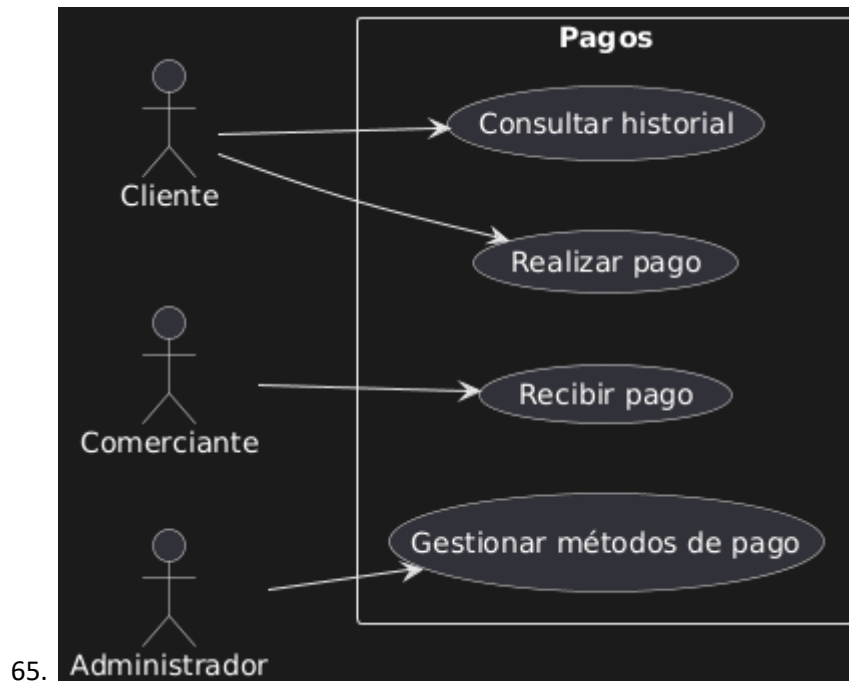 Pagos
Consultar historial
Cliente
Realizar pago
Recibir pago
Comerciante
Gestionar métodos de pago
65. Administrador